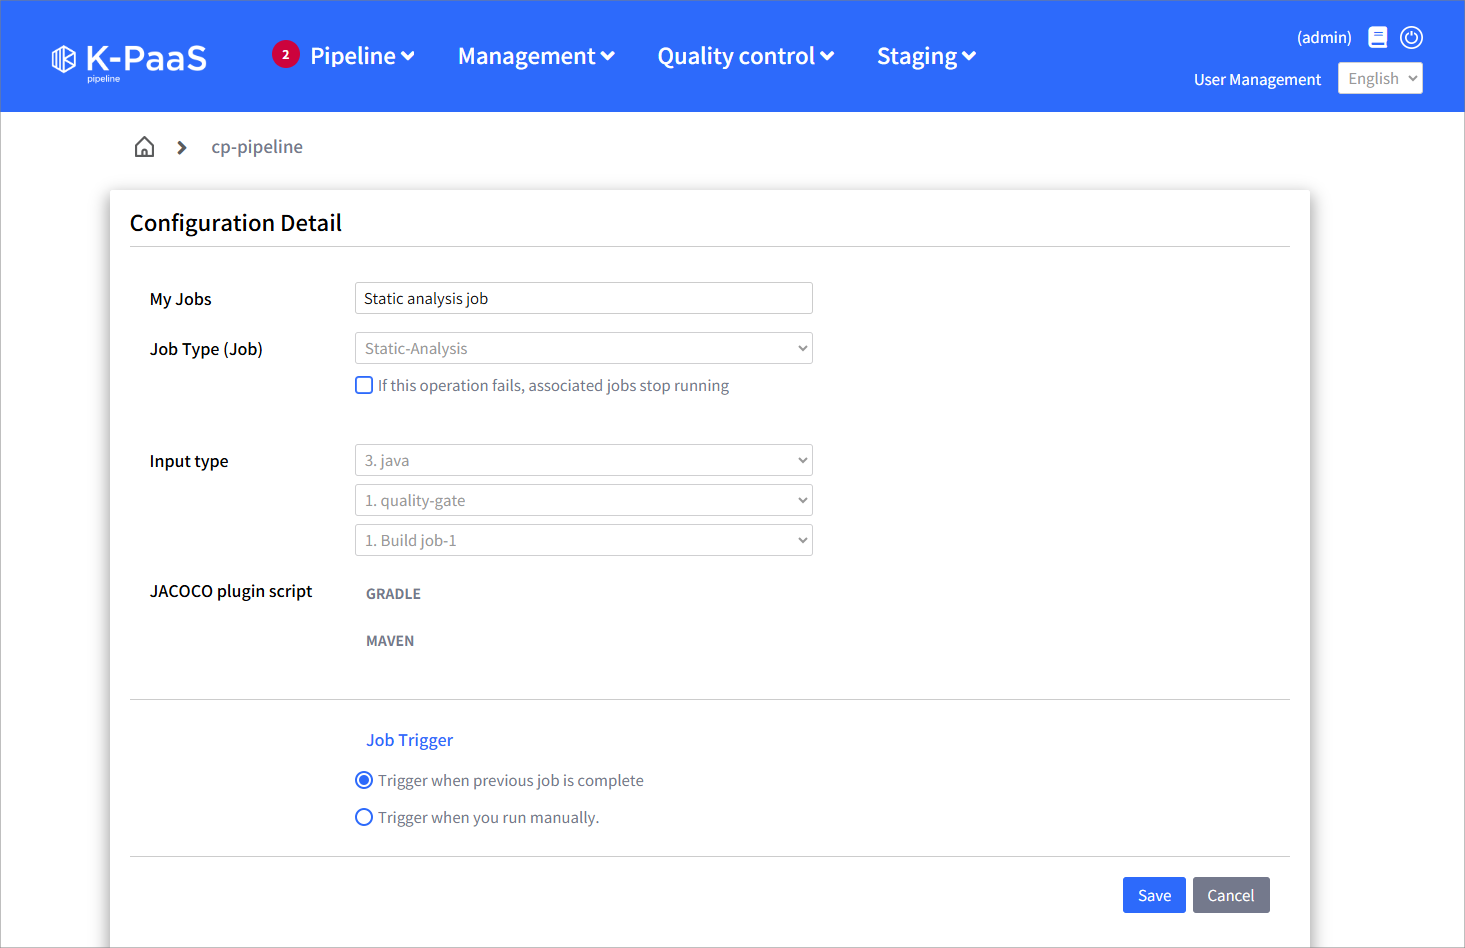 K-PaaS
pipeline
2
Pipeline
Management
Quality control
Staging
(admin)
User Management
English
cp-pipeline
Configuration Detail
My Jobs
Static analysis job
Job Type (Job)
Static-Analysis
If this operation fails, associated jobs stop running
Input type
3. java
1. quality-gate
1. Build job-1
JACOCO plugin script
GRADLE
MAVEN
Job Trigger
Trigger when previous job is complete
Trigger when you run manually.
Save
Cancel